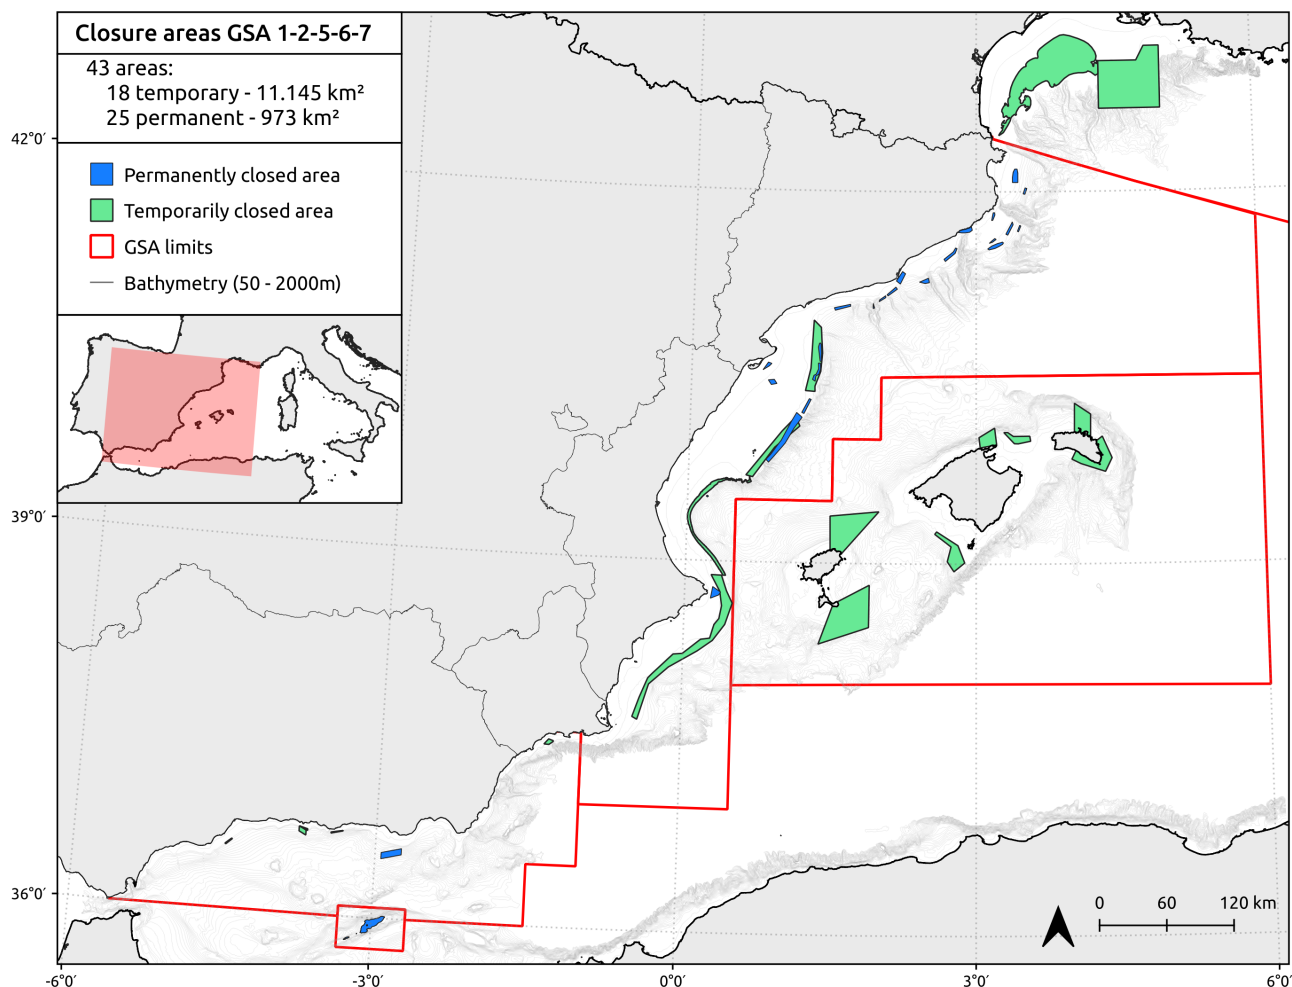 Closure areas GSA 1-2-5-6-7
43 areas:
18 temporary - 11.145 km²
25 permanent - 973 km²
Permanently closed area
Temporarily closed area
GSA limits
Bathymetry (50 - 2000m)
42°0′
39°0′
36°0′
0 60 120 km
-6°0′ -3°0′ 0°0′ 3°0′ 6°0′